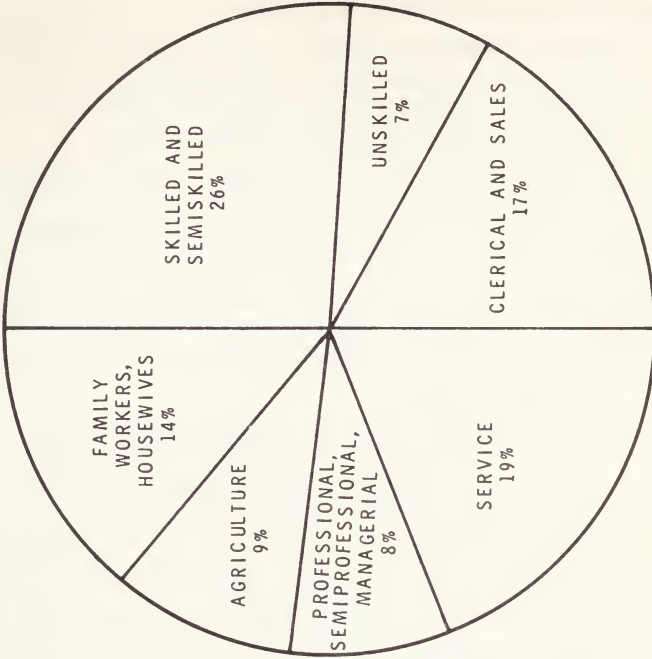 SKILLED AND
SEMISKILLED
26%
UNSKILLED
7%
CLERICAL AND SALES
17%
SERVICE
19%
PROFESSIONAL,
SEMIPROFESSIONAL,
MANAGERIAL
8%
AGRICULTURE
9%
FAMILY
WORKERS,
HOUSEWIVES
14%